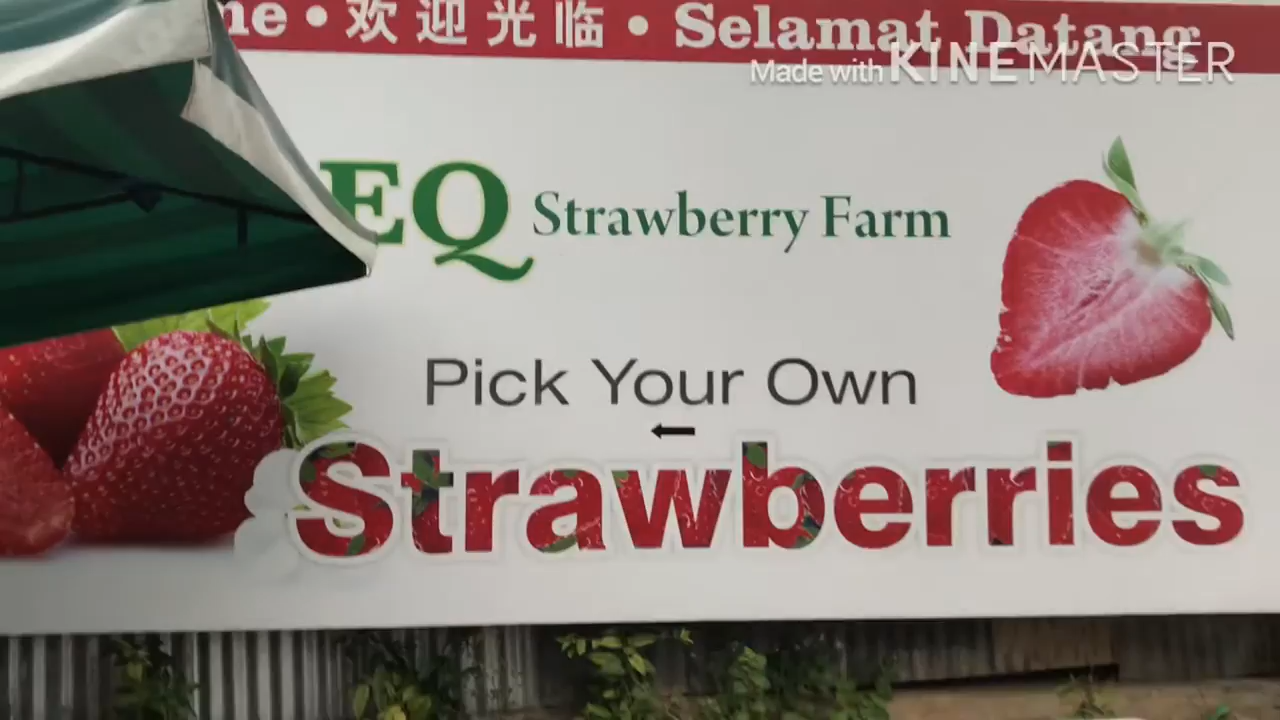 me • 欢迎光临 • Selamat Datang
Made with KINEMASTER
EQ Strawberry Farm
Pick Your Own
Strawberries